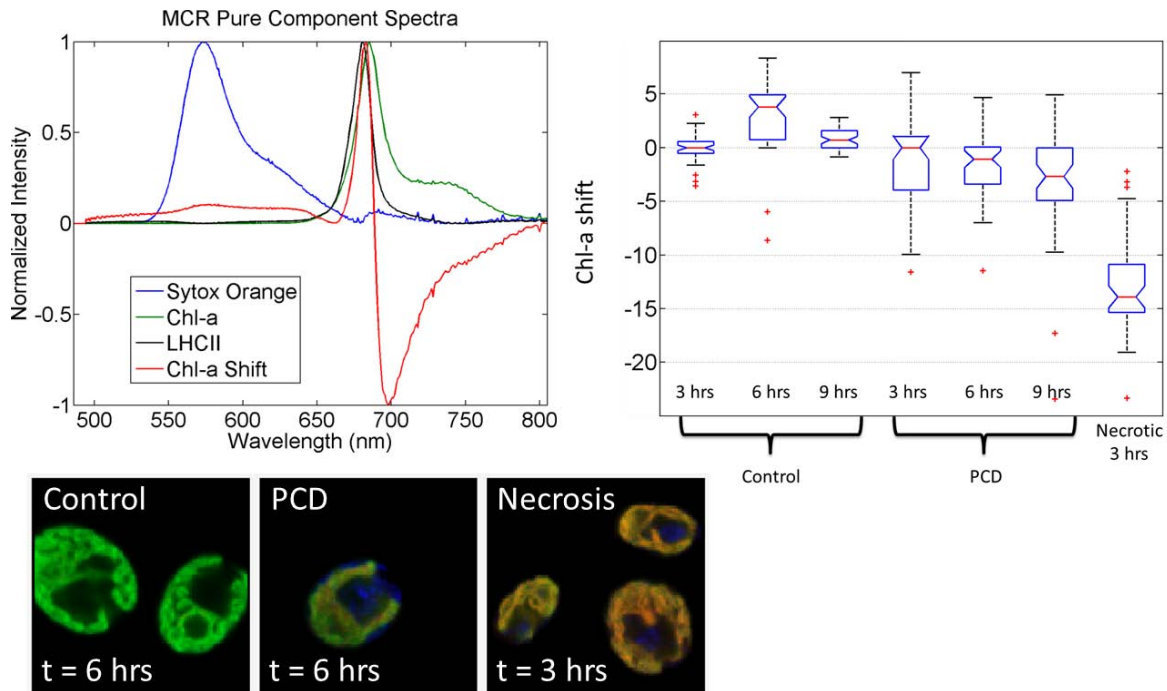 MCR Pure Component Spectra
Normalized Intensity
1
0.5
0
-0.5
-1
Sytox Orange
Chl-a
LHCII
Chl-a Shift
500 550 600 650 700 750 800
Wavelength (nm)
Chl-a shift
5
0
-5
-10
-15
-20
3 hrs 6 hrs 9 hrs 3 hrs 6 hrs 9 hrs
Necrotic
3 hrs
Control PCD
Control
t = 6 hrs
PCD
t = 6 hrs
Necrosis
t = 3 hrs